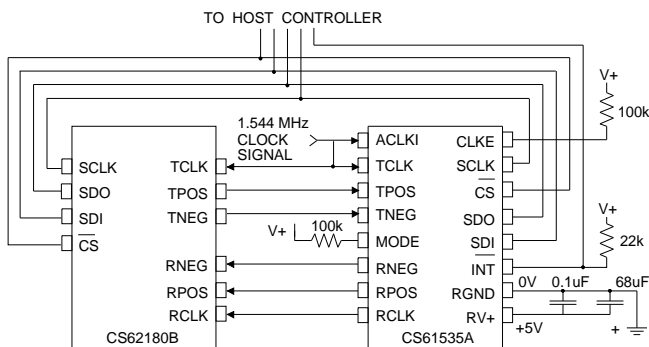 TO HOST CONTROLLER
V+
100k
1.544 MHz
CLOCK
SIGNAL
SCLK
SDO
SDI
CS
TCLK
TPOS
TNEG
RNEG
RPOS
RCLK
CS62180B
V+
100k
ACLKI
TCLK
TPOS
TNEG
MODE
RNEG
RPOS
RCLK
CLKE
SCLK
CS
SDO
SDI
INT
RGND
RV+
CS61535A
V+
22k
0V
0.1uF
68uF
+5V
+